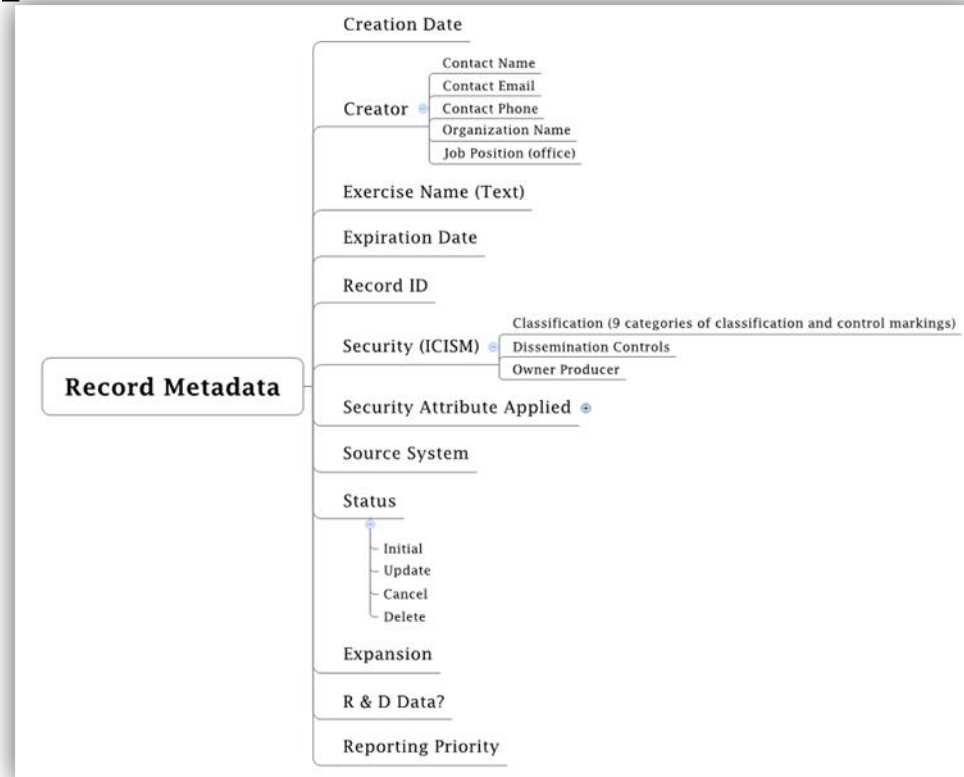 Creation Date
Contact Name
Contact Email
Creator
Contact Phone
Organization Name
Job Position (office)
Exercise Name (Text)
Expiration Date
Record ID
Classification (9 categories of classification and control markings)
Security (ICISM)
Dissemination Controls
Owner Producer
Record Metadata
Security Attribute Applied
Source System
Status
Initial
Update
Cancel
Delete
Expansion
R & D Data?
Reporting Priority